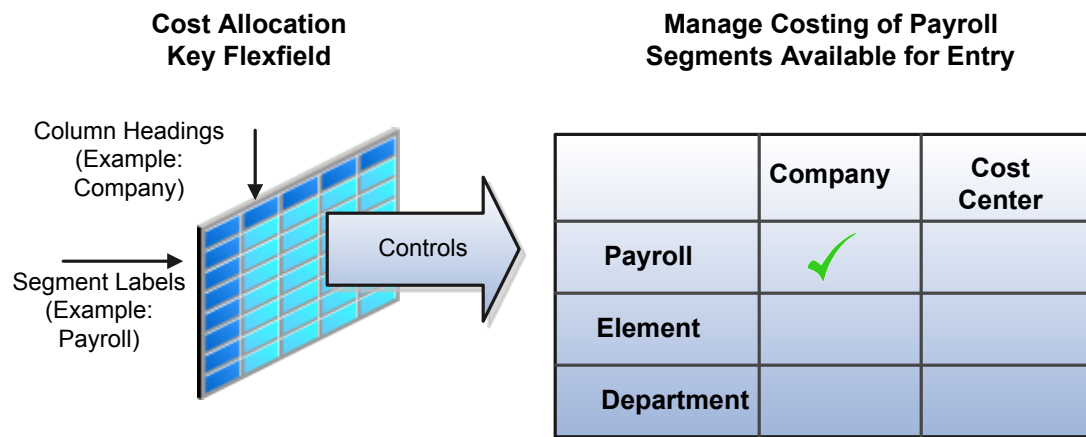 Cost Allocation
Key Flexfield
Manage Costing of Payroll
Segments Available for Entry
Column Headings
(Example:
Company)
Segment Labels
(Example:
Payroll)
Controls
Company
Cost
Center
Payroll
Element
Department